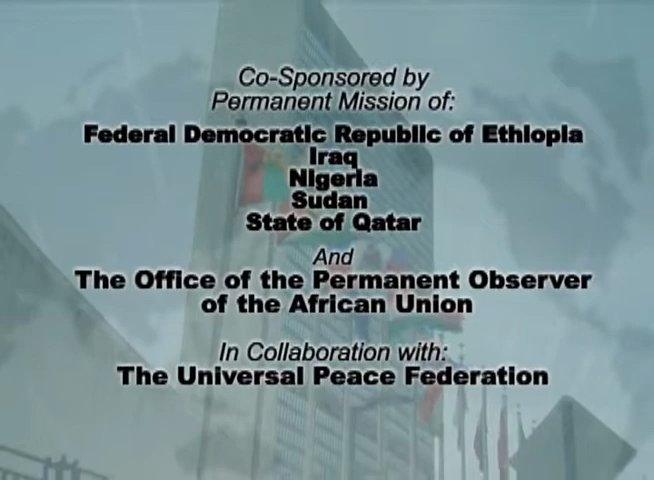 Co-Sponsored by
Permanent Mission of:
Federal Democratic Republic of Ethiopia
Iraq
Nigeria
Sudan
State of Qatar
And
The Office of the Permanent Observer
of the African Union
In Collaboration with:
The Universal Peace Federation